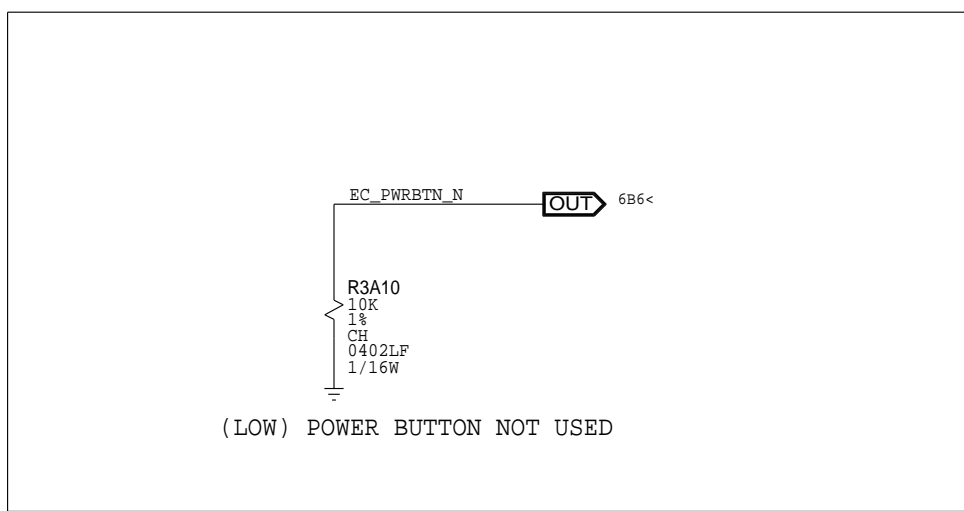 EC_PWRBTN_N
OUT
6B6<
R3A10
10K
1%
CH
0402LF
1/16W
(LOW) POWER BUTTON NOT USED